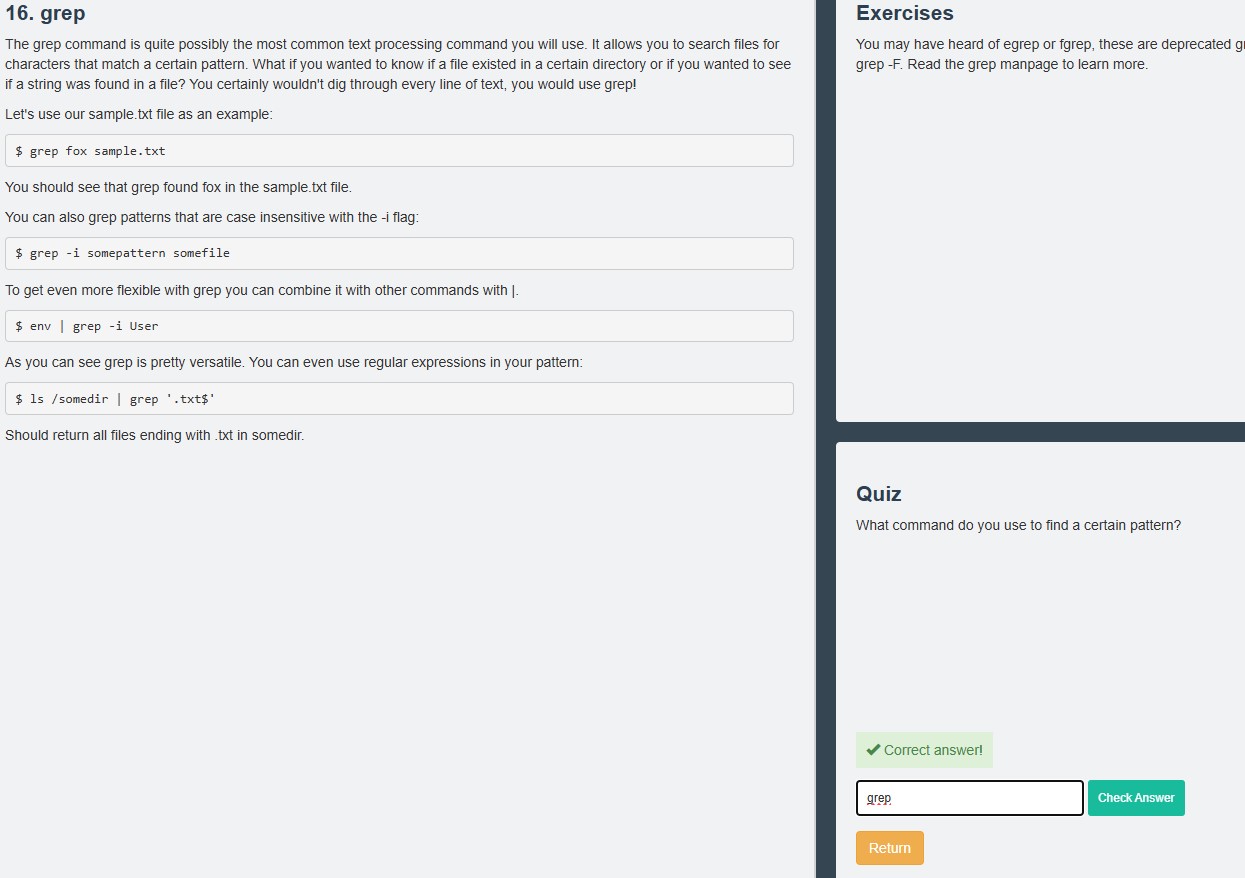 16. grep
The grep command is quite possibly the most common text processing command you will use. It allows you to search files for
characters that match a certain pattern. What if you wanted to know if a file existed in a certain directory or if you wanted to see
if a string was found in a file? You certainly wouldn't dig through every line of text, you would use grep!
Let's use our sample.txt file as an example:
$ grep fox sample.txt
You should see that grep found fox in the sample.txt file.
You can also grep patterns that are case insensitive with the -i flag:
$ grep -i somepattern somefile
To get even more flexible with grep you can combine it with other commands with |.
$ env | grep -i User
As you can see grep is pretty versatile. You can even use regular expressions in your pattern:
$ ls /somedir | grep '.txt$'
Should return all files ending with .txt in somedir.
Exercises
You may have heard of egrep or fgrep, these are deprecated
grep -F. Read the grep manpage to learn more.
Quiz
What command do you use to find a certain pattern?
✔ Correct answer!
grep
Check Answer
Return